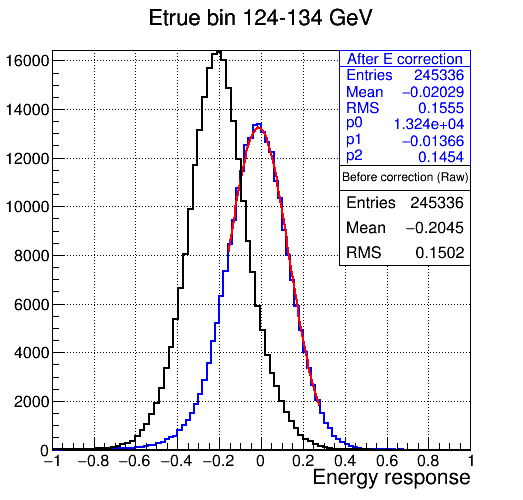 Etrue bin 124-134 GeV
After E correction
Entries 245336
Mean −0.02029
RMS 0.1555
p0 1.324e+04
p1 −0.01366
p2 0.1454
Before correction (Raw)
Entries 245336
Mean −0.2045
RMS 0.1502
16000
14000
12000
10000
8000
6000
4000
2000
0
−1 −0.8 −0.6 −0.4 −0.2 0 0.2 0.4 0.6 0.8 1
Energy response